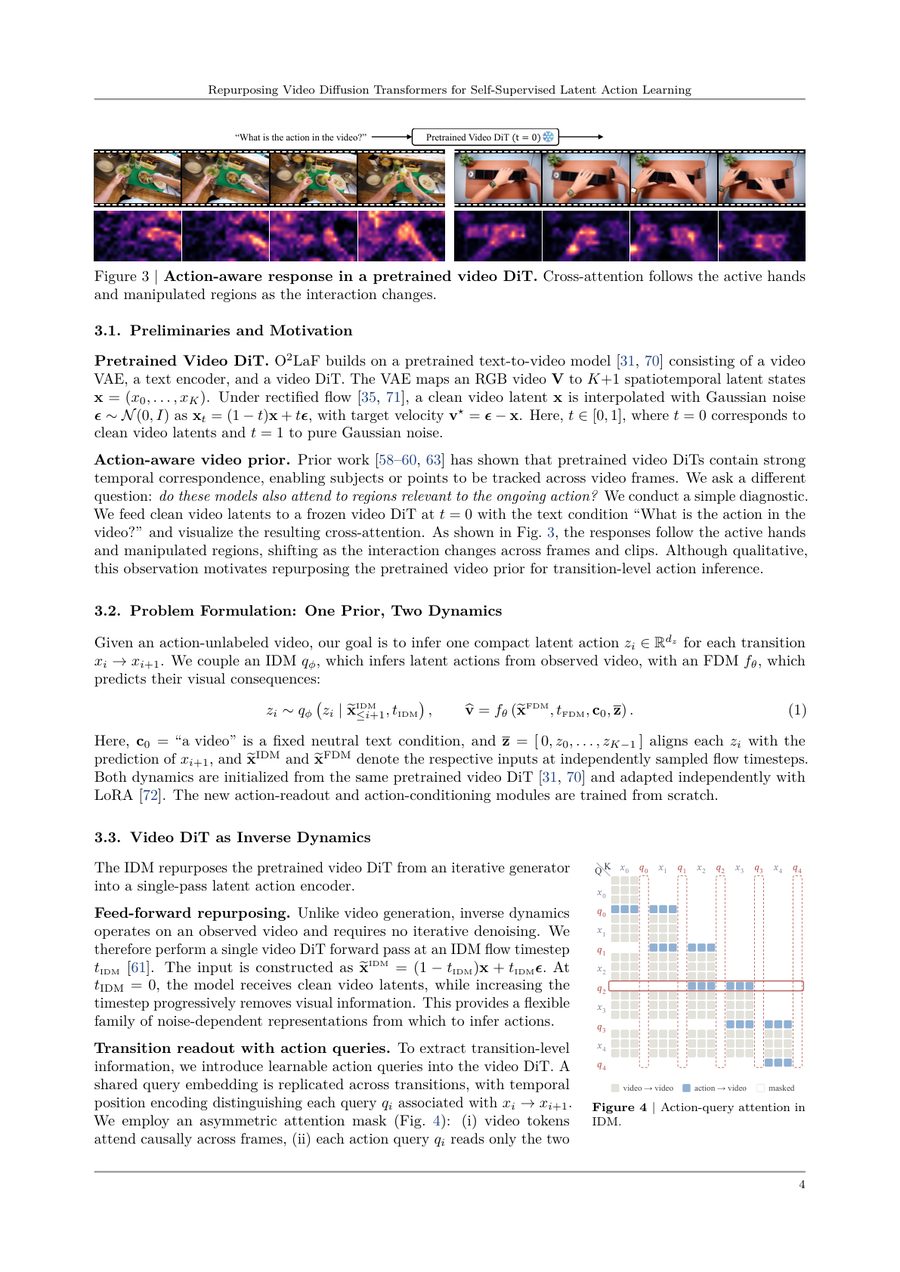 Repurposing Video Diffusion Transformers for Self-Supervised Latent Action Learning
“What is the action in the video?”
Pretrained Video DiT (t = 0)
Figure 3 | Action-aware response in a pretrained video DiT. Cross-attention follows the active hands
and manipulated regions as the interaction changes.
3.1. Preliminaries and Motivation
Pretrained Video DiT. O²LaF builds on a pretrained text-to-video model [31, 70] consisting of a video
VAE, a text encoder, and a video DiT. The VAE maps an RGB video V to K+1 spatiotemporal latent states
x = (x₀, . . . , x_K). Under rectified flow [35, 71], a clean video latent x is interpolated with Gaussian noise
ϵ ∼ 𝒩(0, I) as x_t = (1 − t)x + tϵ, with target velocity v⋆ = ϵ − x. Here, t ∈ [0, 1], where t = 0 corresponds to
clean video latents and t = 1 to pure Gaussian noise.
Action-aware video prior. Prior work [58–60, 63] has shown that pretrained video DiTs contain strong
temporal correspondence, enabling subjects or points to be tracked across video frames. We ask a different
question: do these models also attend to regions relevant to the ongoing action? We conduct a simple diagnostic.
We feed clean video latents to a frozen video DiT at t = 0 with the text condition “What is the action in the
video?” and visualize the resulting cross-attention. As shown in Fig. 3, the responses follow the active hands
and manipulated regions, shifting as the interaction changes across frames and clips. Although qualitative,
this observation motivates repurposing the pretrained video prior for transition-level action inference.
3.2. Problem Formulation: One Prior, Two Dynamics
Given an action-unlabeled video, our goal is to infer one compact latent action z_i ∈ ℝ^{d_z} for each transition
x_i → x_{i+1}. We couple an IDM q_ϕ, which infers latent actions from observed video, with an FDM f_θ, which
predicts their visual consequences:
z_i ∼ q_ϕ (z_i | x̃^{IDM}_{≤i+1}, t_{IDM}) , v̂ = f_θ (x̃^{FDM}, t_{FDM}, c₀, z̄) . (1)
Here, c₀ = “a video” is a fixed neutral text condition, and z̄ = [ 0, z₀, . . . , z_{K−1} ] aligns each z_i with the
prediction of x_{i+1}, and x̃^{IDM} and x̃^{FDM} denote the respective inputs at independently sampled flow timesteps.
Both dynamics are initialized from the same pretrained video DiT [31, 70] and adapted independently with
LoRA [72]. The new action-readout and action-conditioning modules are trained from scratch.
3.3. Video DiT as Inverse Dynamics
The IDM repurposes the pretrained video DiT from an iterative generator
into a single-pass latent action encoder.
Feed-forward repurposing. Unlike video generation, inverse dynamics
operates on an observed video and requires no iterative denoising. We
therefore perform a single video DiT forward pass at an IDM flow timestep
t_{IDM} [61]. The input is constructed as x̃^{IDM} = (1 − t_{IDM})x + t_{IDM}ϵ. At
t_{IDM} = 0, the model receives clean video latents, while increasing the
timestep progressively removes visual information. This provides a flexible
family of noise-dependent representations from which to infer actions.
Transition readout with action queries. To extract transition-level
information, we introduce learnable action queries into the video DiT. A
shared query embedding is replicated across transitions, with temporal
position encoding distinguishing each query q_i associated with x_i → x_{i+1}.
We employ an asymmetric attention mask (Fig. 4): (i) video tokens
attend causally across frames, (ii) each action query q_i reads only the two
Q K x₀ q₀ x₁ q₁ x₂ q₂ x₃ q₃ x₄ q₄
x₀
q₀
x₁
q₁
x₂
q₂
x₃
q₃
x₄
q₄
video → video action → video masked
Figure 4 | Action-query attention in
IDM.
4